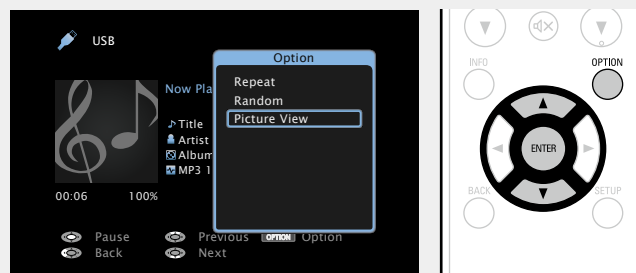 USB
Option
Repeat
Random
Picture View
Now Pla
Title
Artist
Album
MP3 1
00:06 100%
Pause Previous OPTION Option
Back Next
INFO OPTION
ENTER
BACK SETUP